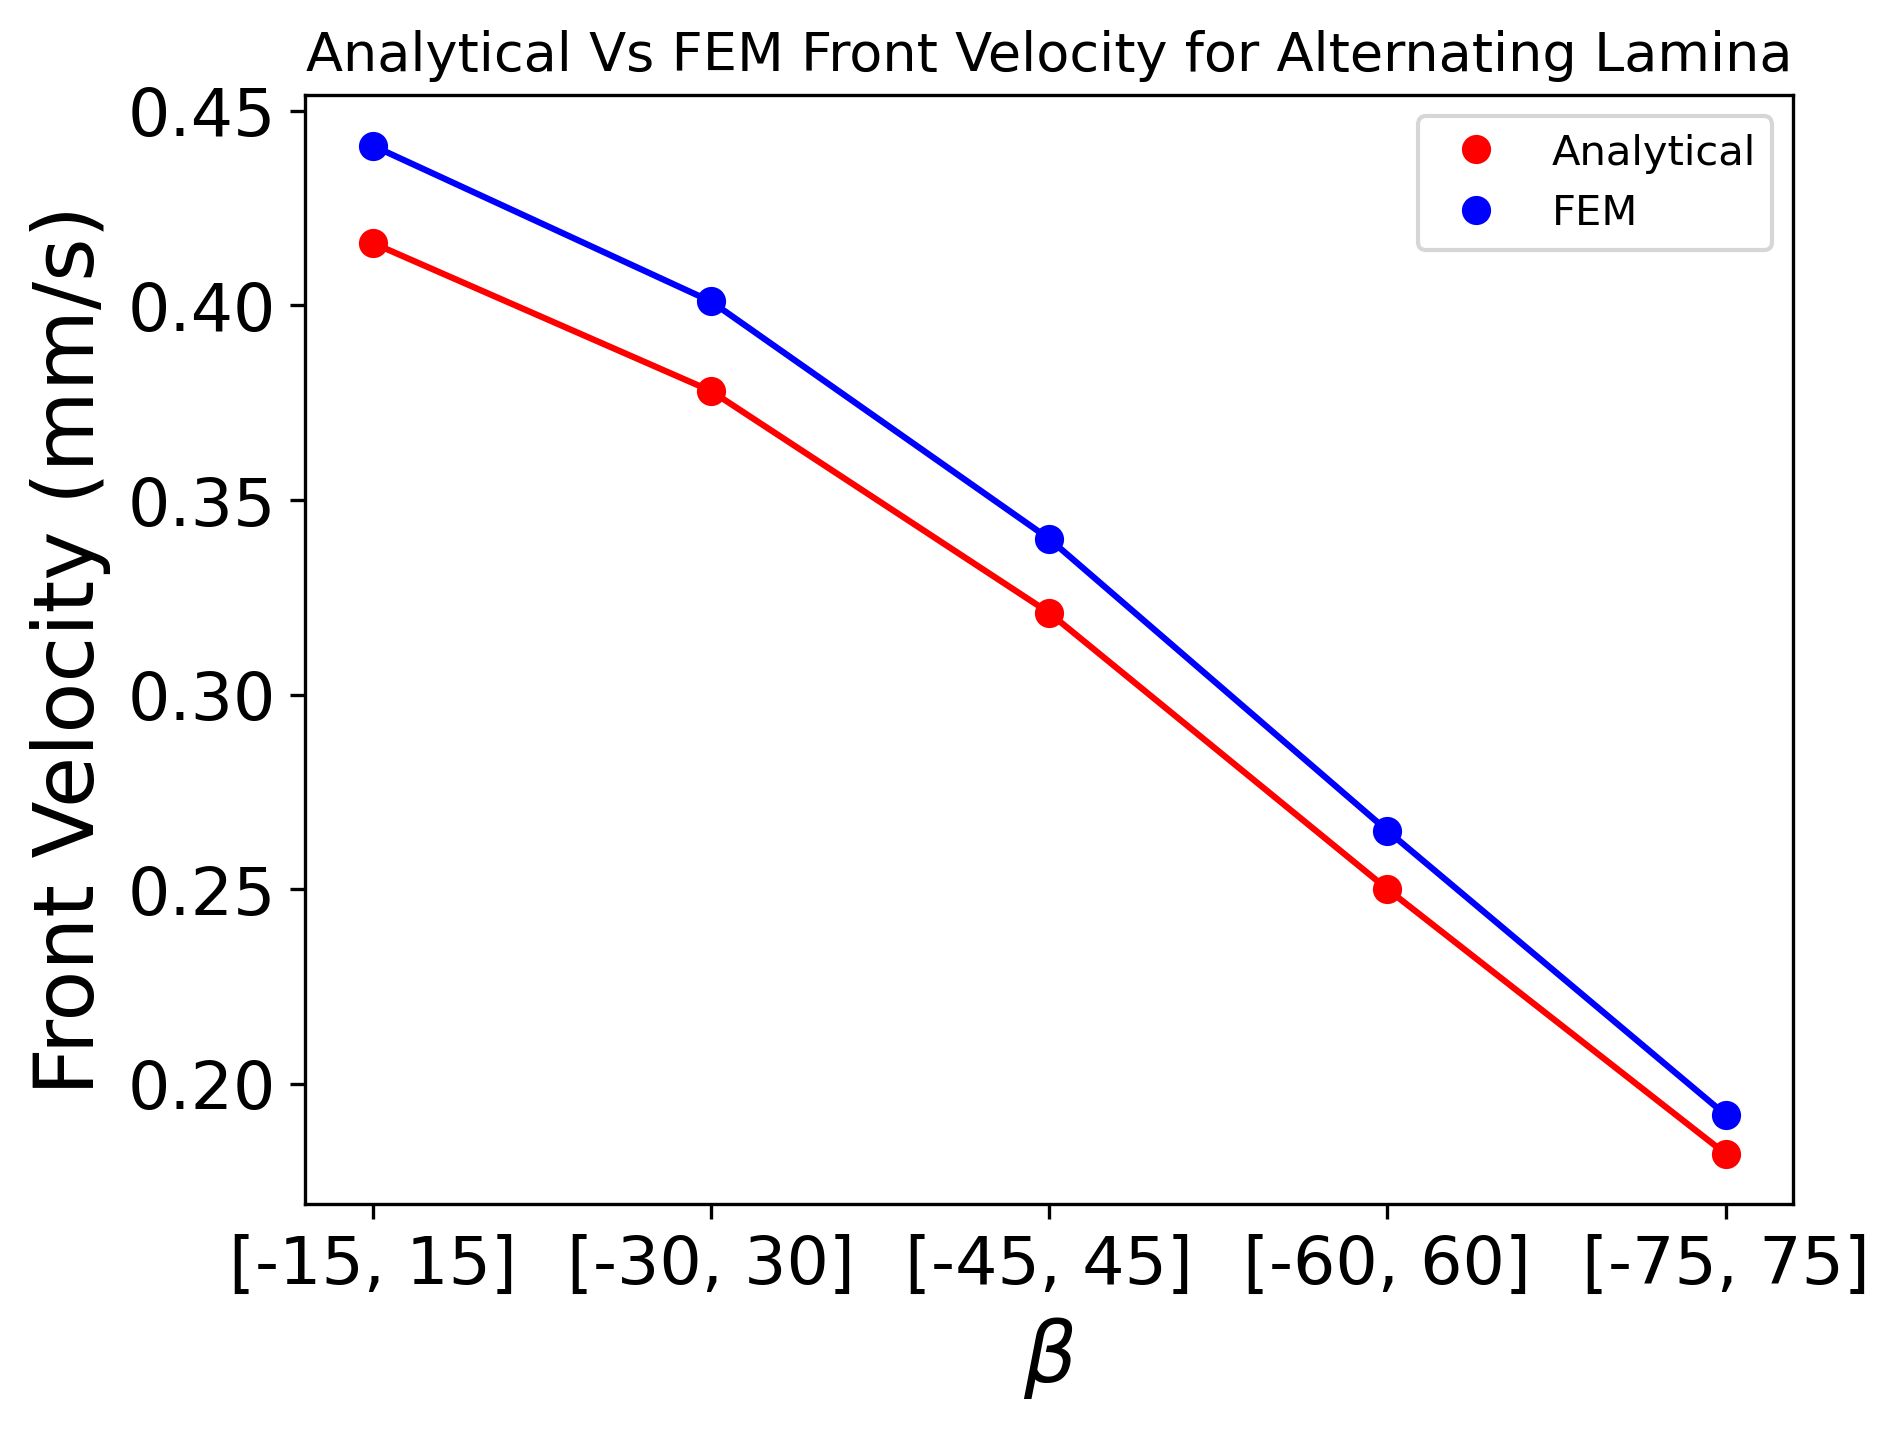 Analytical Vs FEM Front Velocity for Alternating Lamina
0.45
0.40
0.35
0.30
0.25
0.20
Front Velocity (mm/s)
Analytical
FEM
[-15, 15] [-30, 30] [-45, 45] [-60, 60] [-75, 75]
β